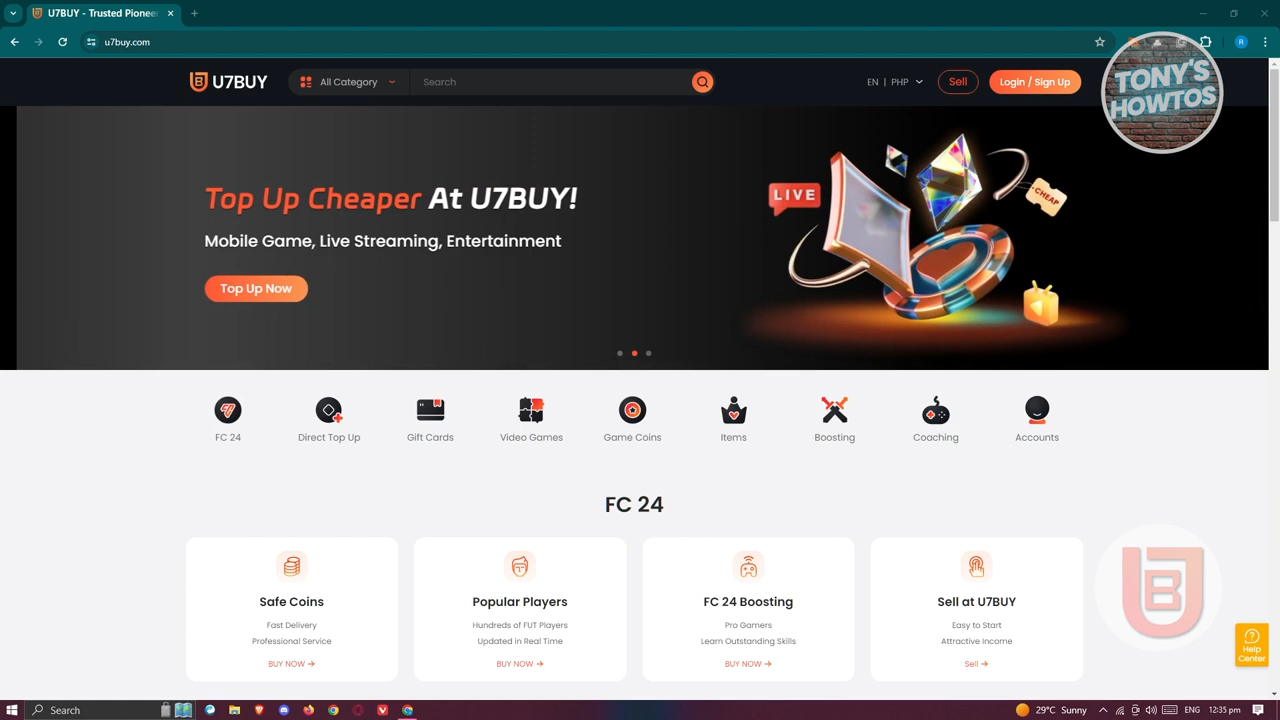 U7BUY - Trusted Pioneer
u7buy.com
U7BUY
All Category
Search
EN | PHP
Sell
Login / Sign Up
TONY'S
HOWTOS
Top Up Cheaper At U7BUY!
Mobile Game, Live Streaming, Entertainment
Top Up Now
LIVE
CHEAP
FC 24
Direct Top Up
Gift Cards
Video Games
Game Coins
Items
Boosting
Coaching
Accounts
FC 24
Safe Coins
Fast Delivery
Professional Service
BUY NOW →
Popular Players
Hundreds of FUT Players
Updated in Real Time
BUY NOW →
FC 24 Boosting
Pro Gamers
Learn Outstanding Skills
BUY NOW →
Sell at U7BUY
Easy to Start
Attractive Income
Sell →
Help
Center
Search
29°C Sunny
ENG
12:35 pm